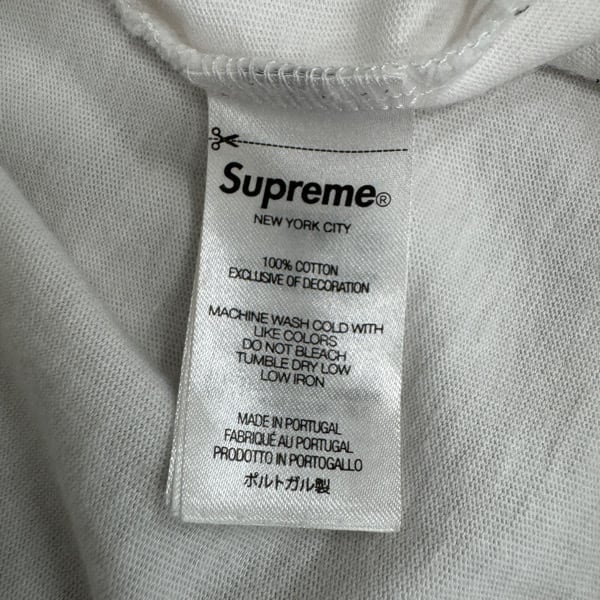 Supreme®
NEW YORK CITY
100% COTTON
EXCLUSIVE OF DECORATION
MACHINE WASH COLD WITH
LIKE COLORS
DO NOT BLEACH
TUMBLE DRY LOW
LOW IRON
MADE IN PORTUGAL
FABRIQUÉ AU PORTUGAL
PRODOTTO IN PORTOGALLO
ポルトガル製